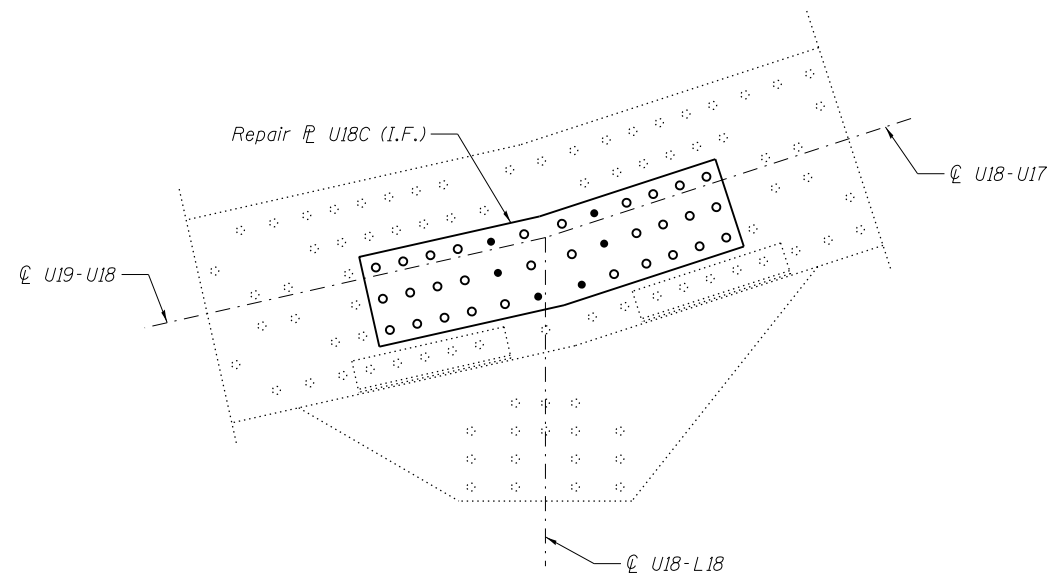 Repair ⅊ U18C (I.F.)
℄ U18-U17
℄ U19-U18
℄ U18-L18